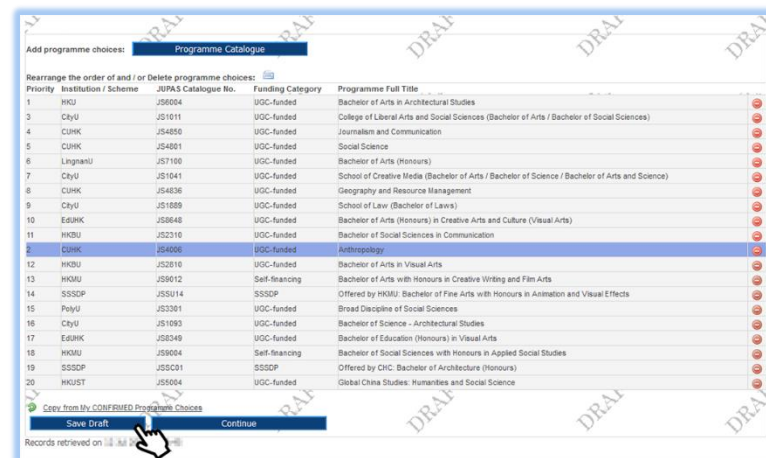 DRAFT
Add programme choices: Programme Catalogue
Rearrange the order of and / or Delete programme choices:
Priority Institution / Scheme JUPAS Catalogue No. Funding Category Programme Full Title
1 HKU JS6004 UGC-funded Bachelor of Arts in Architectural Studies
3 CityU JS1011 UGC-funded College of Liberal Arts and Social Sciences (Bachelor of Arts / Bachelor of Social Sciences)
4 CUHK JS4850 UGC-funded Journalism and Communication
5 CUHK JS4801 UGC-funded Social Science
6 LingnanU JS7100 UGC-funded Bachelor of Arts (Honours)
7 CityU JS1041 UGC-funded School of Creative Media (Bachelor of Arts / Bachelor of Science / Bachelor of Arts and Science)
8 CUHK JS4836 UGC-funded Geography and Resource Management
9 CityU JS1889 UGC-funded School of Law (Bachelor of Laws)
10 EdUHK JS8648 UGC-funded Bachelor of Arts (Honours) in Creative Arts and Culture (Visual Arts)
11 HKBU JS2310 UGC-funded Bachelor of Social Sciences in Communication
2 CUHK JS4006 UGC-funded Anthropology
12 HKBU JS2810 UGC-funded Bachelor of Arts in Visual Arts
13 HKMU JS9012 Self-financing Bachelor of Arts with Honours in Creative Writing and Film Arts
14 SSSDP JSSU14 SSSDP Offered by HKMU: Bachelor of Fine Arts with Honours in Animation and Visual Effects
15 PolyU JS3301 UGC-funded Broad Discipline of Social Sciences
16 CityU JS1093 UGC-funded Bachelor of Science - Architectural Studies
17 EdUHK JS8349 UGC-funded Bachelor of Education (Honours) in Visual Arts
18 HKMU JS9004 Self-financing Bachelor of Social Sciences with Honours in Applied Social Studies
19 SSSDP JSSC01 SSSDP Offered by CHC: Bachelor of Architecture (Honours)
20 HKUST JS5004 UGC-funded Global China Studies: Humanities and Social Science
Copy from My CONFIRMED Programme Choices
Save Draft Continue
Records retrieved on